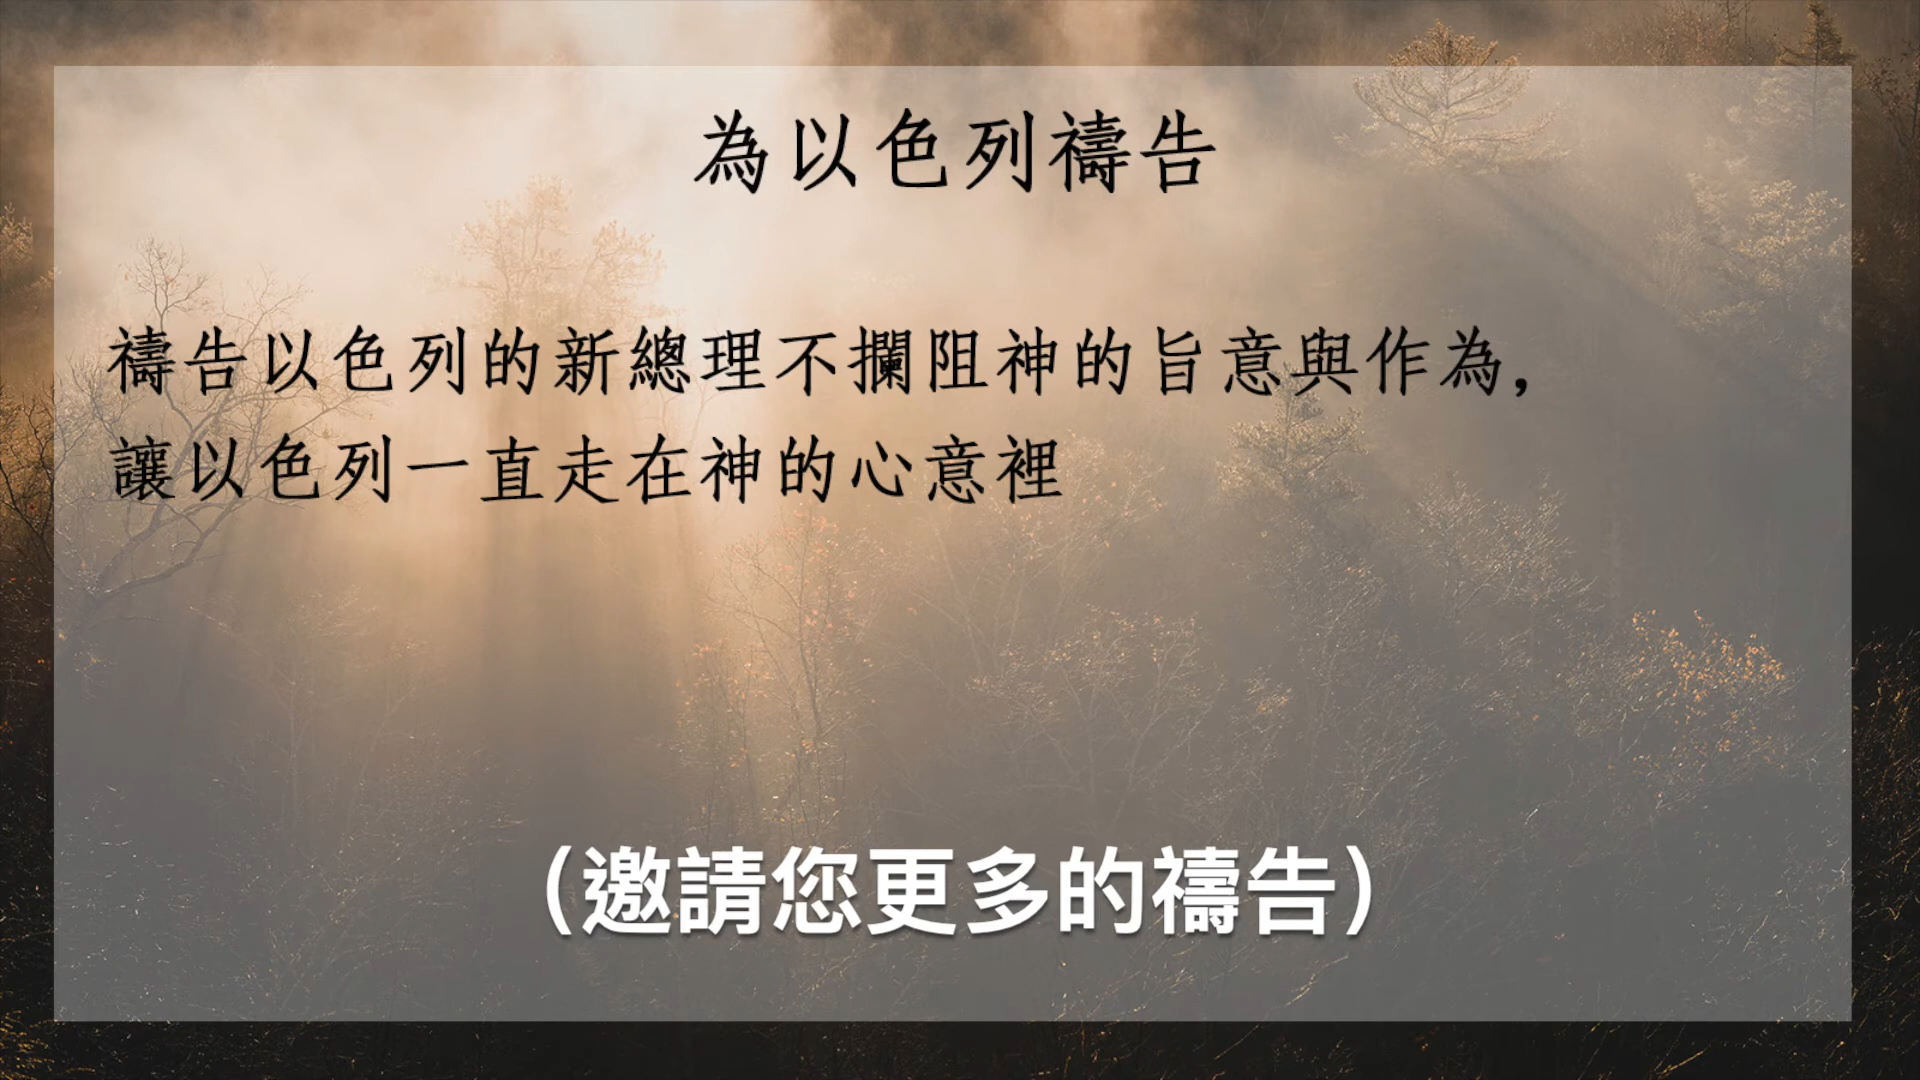 為以色列禱告
禱告以色列的新總理不攔阻神的旨意與作為,
讓以色列一直走在神的心意裡
(邀請您更多的禱告)